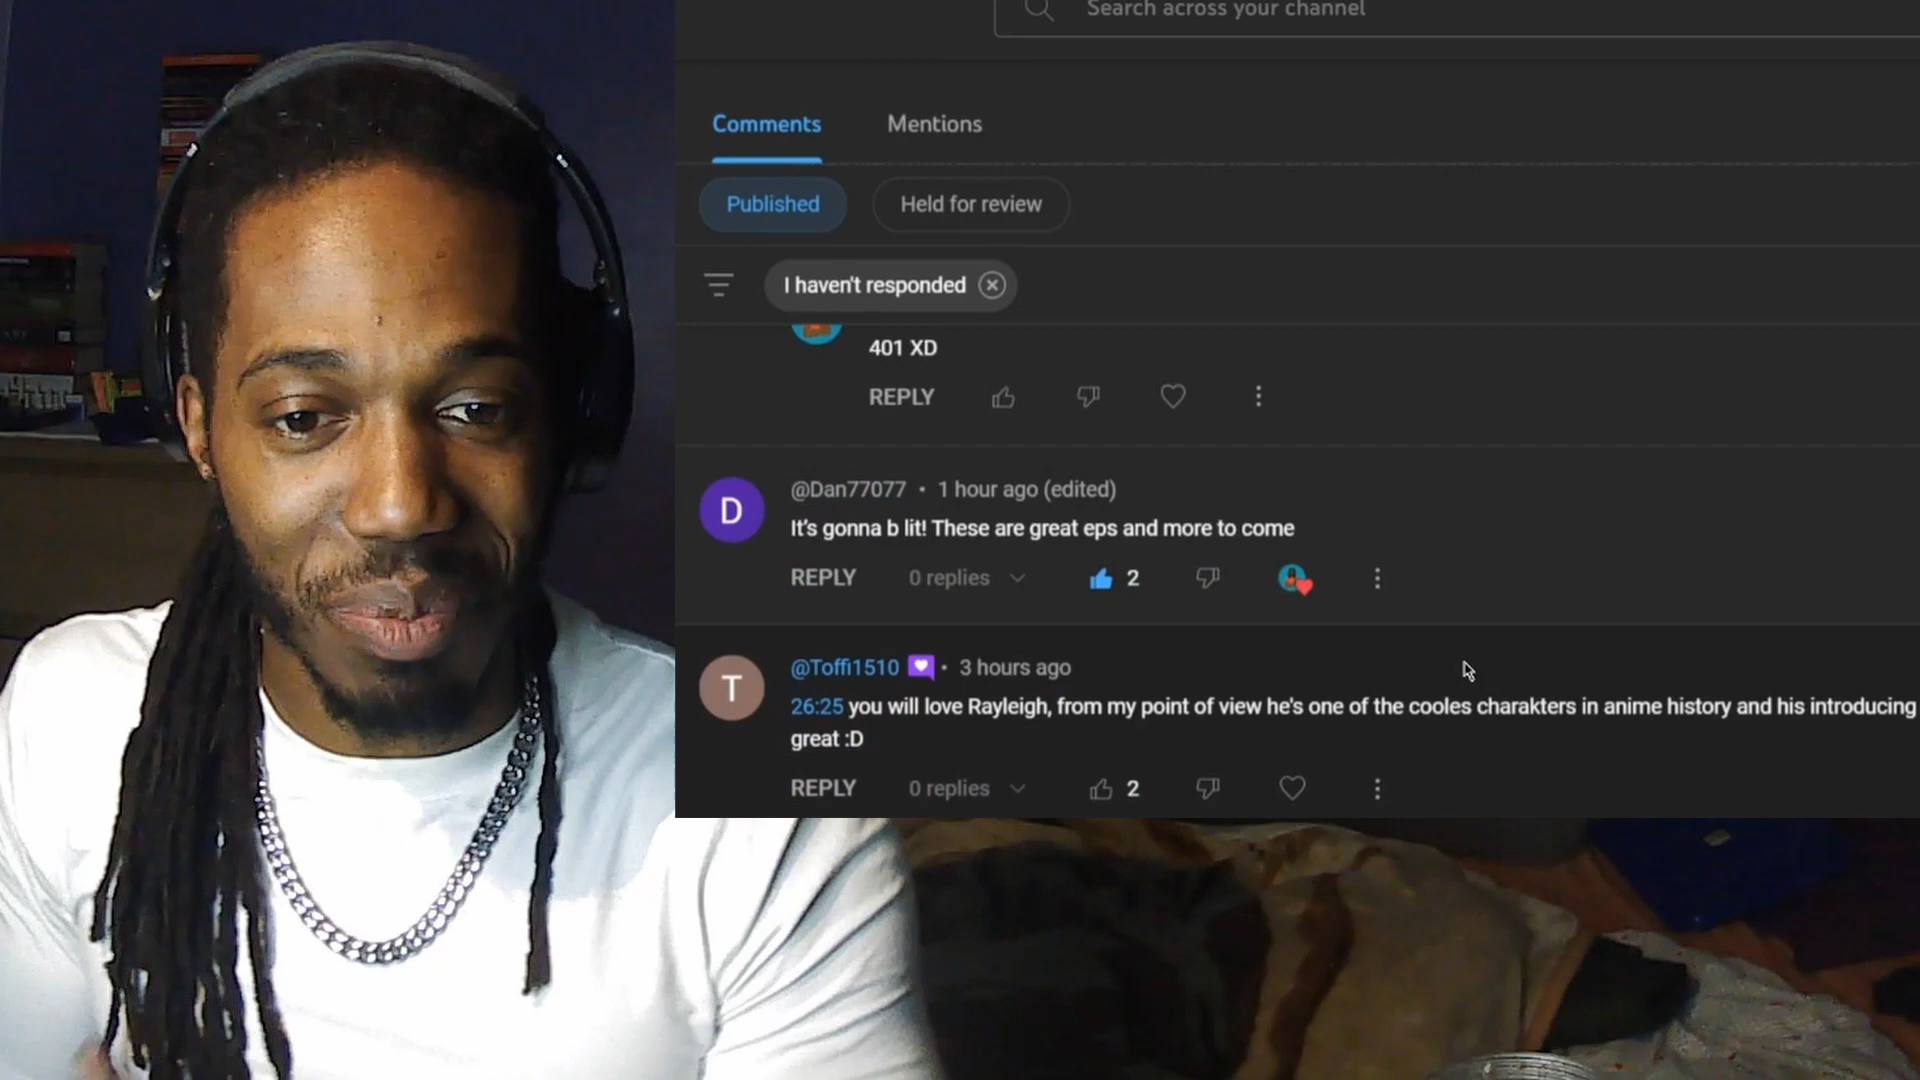 Search across your channel
Comments
Mentions
Published
Held for review
I haven't responded
401 XD
REPLY
D
@Dan77077 • 1 hour ago (edited)
It's gonna b lit! These are great eps and more to come
REPLY
0 replies
2
T
@Toffi1510 • 3 hours ago
26:25 you will love Rayleigh, from my point of view he's one of the cooles charakters in anime history and his introducing
great :D
REPLY
0 replies
2